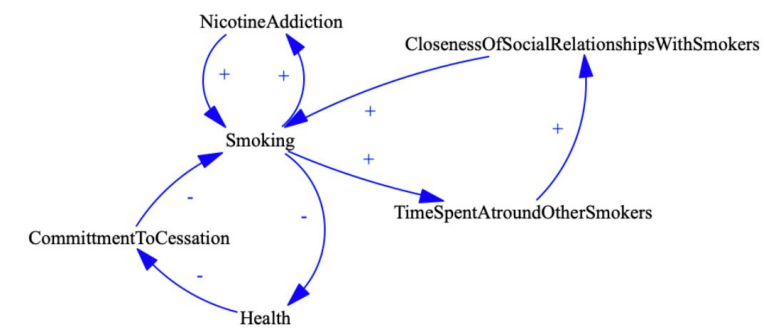 NicotineAddiction
ClosenessOfSocialRelationshipsWithSmokers
+
+
+
Smoking
+
+
-
-
TimeSpentAtroundOtherSmokers
CommittmentToCessation
-
Health